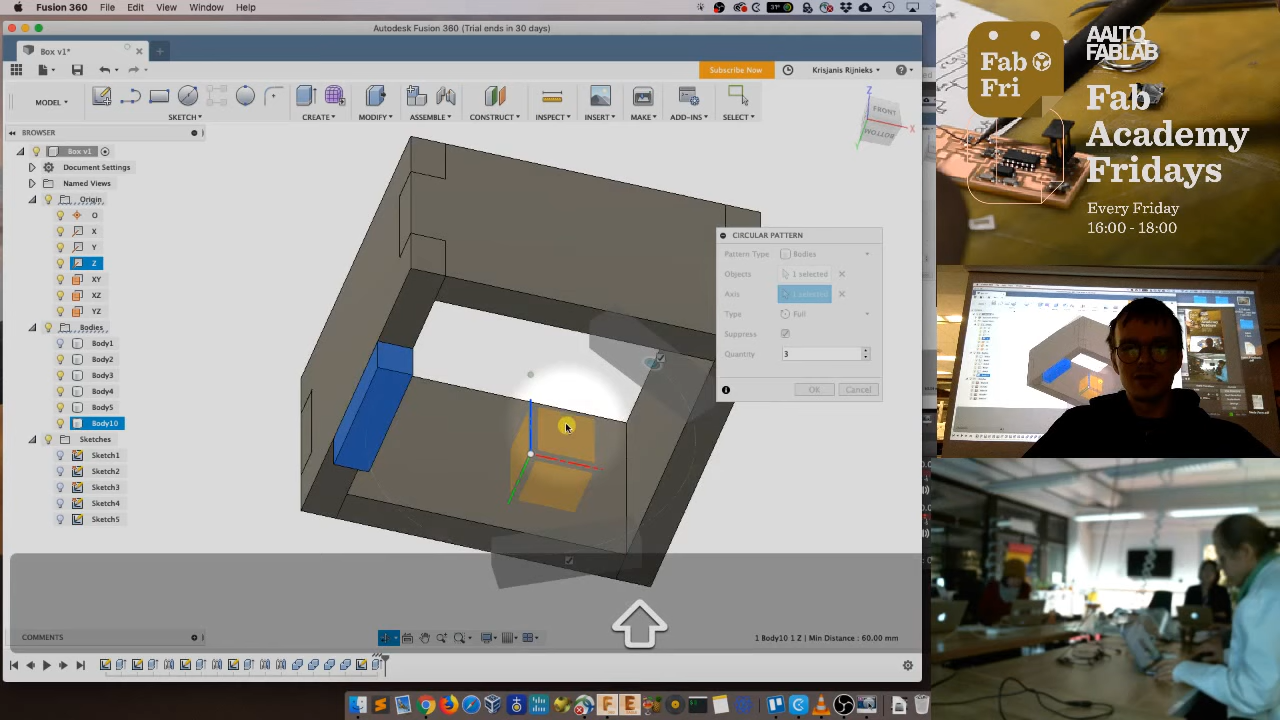 Fusion 360 File Edit View Window Help
31°
Autodesk Fusion 360 (Trial ends in 30 days)
Box v1*
Subscribe Now
Krisjanis Rijnieks
MODEL
SKETCH
CREATE
MODIFY
ASSEMBLE
CONSTRUCT
INSPECT
INSERT
MAKE
ADD-INS
SELECT
BROWSER
Box v1
Document Settings
Named Views
Origin
O
X
Y
Z
XY
XZ
YZ
Bodies
Body1
Body2
Body3
Body4
Body5
Body10
Sketches
Sketch1
Sketch2
Sketch3
Sketch4
Sketch5
Z
FRONT
X
BOTTOM
Y
CIRCULAR PATTERN
Pattern Type Bodies
Objects 1 selected
Axis 1 selected
Type Full
Suppress
Quantity 3
OK Cancel
COMMENTS
1 Body10 1 Z | Min Distance : 60.00 mm
Fab
Fri
AALTO
FABLAB
Fab
Academy
Fridays
Every Friday
16:00 - 18:00